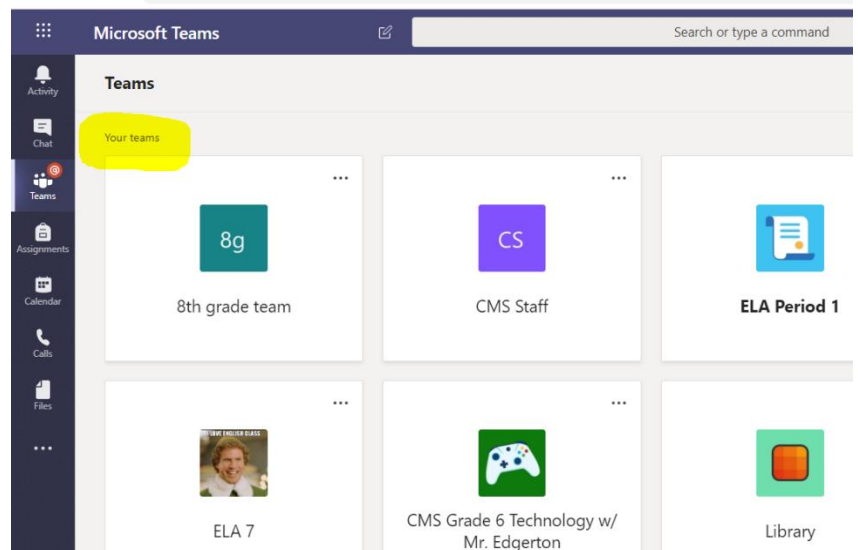 Microsoft Teams
Search or type a command
Activity
Chat
@
Teams
Assignments
Calendar
Calls
Files
Teams
Your teams
8g
8th grade team
CS
CMS Staff
ELA Period 1
ELA 7
CMS Grade 6 Technology w/
Mr. Edgerton
Library